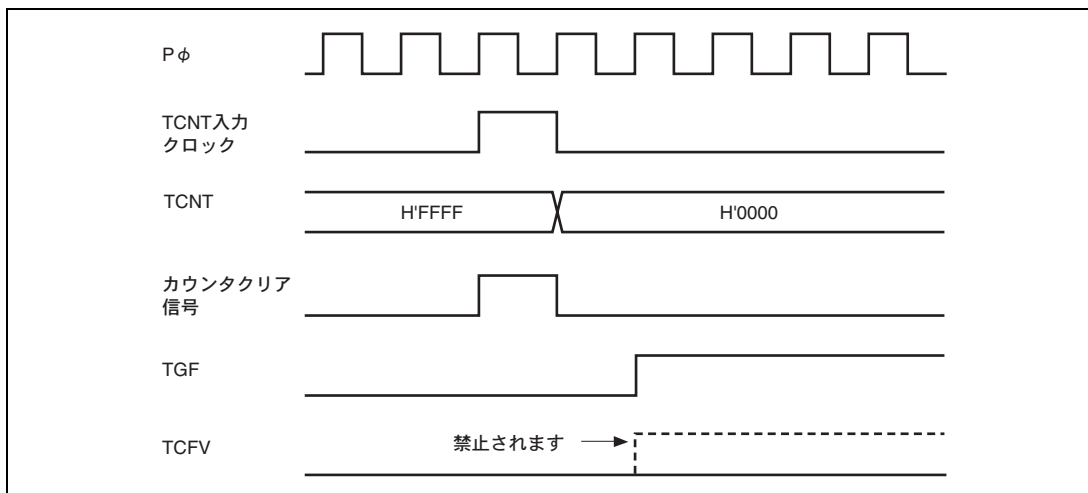 Pφ
TCNT入力
クロック
TCNT
H'FFFF
H'0000
カウンタクリア
信号
TGF
TCFV
禁止されます